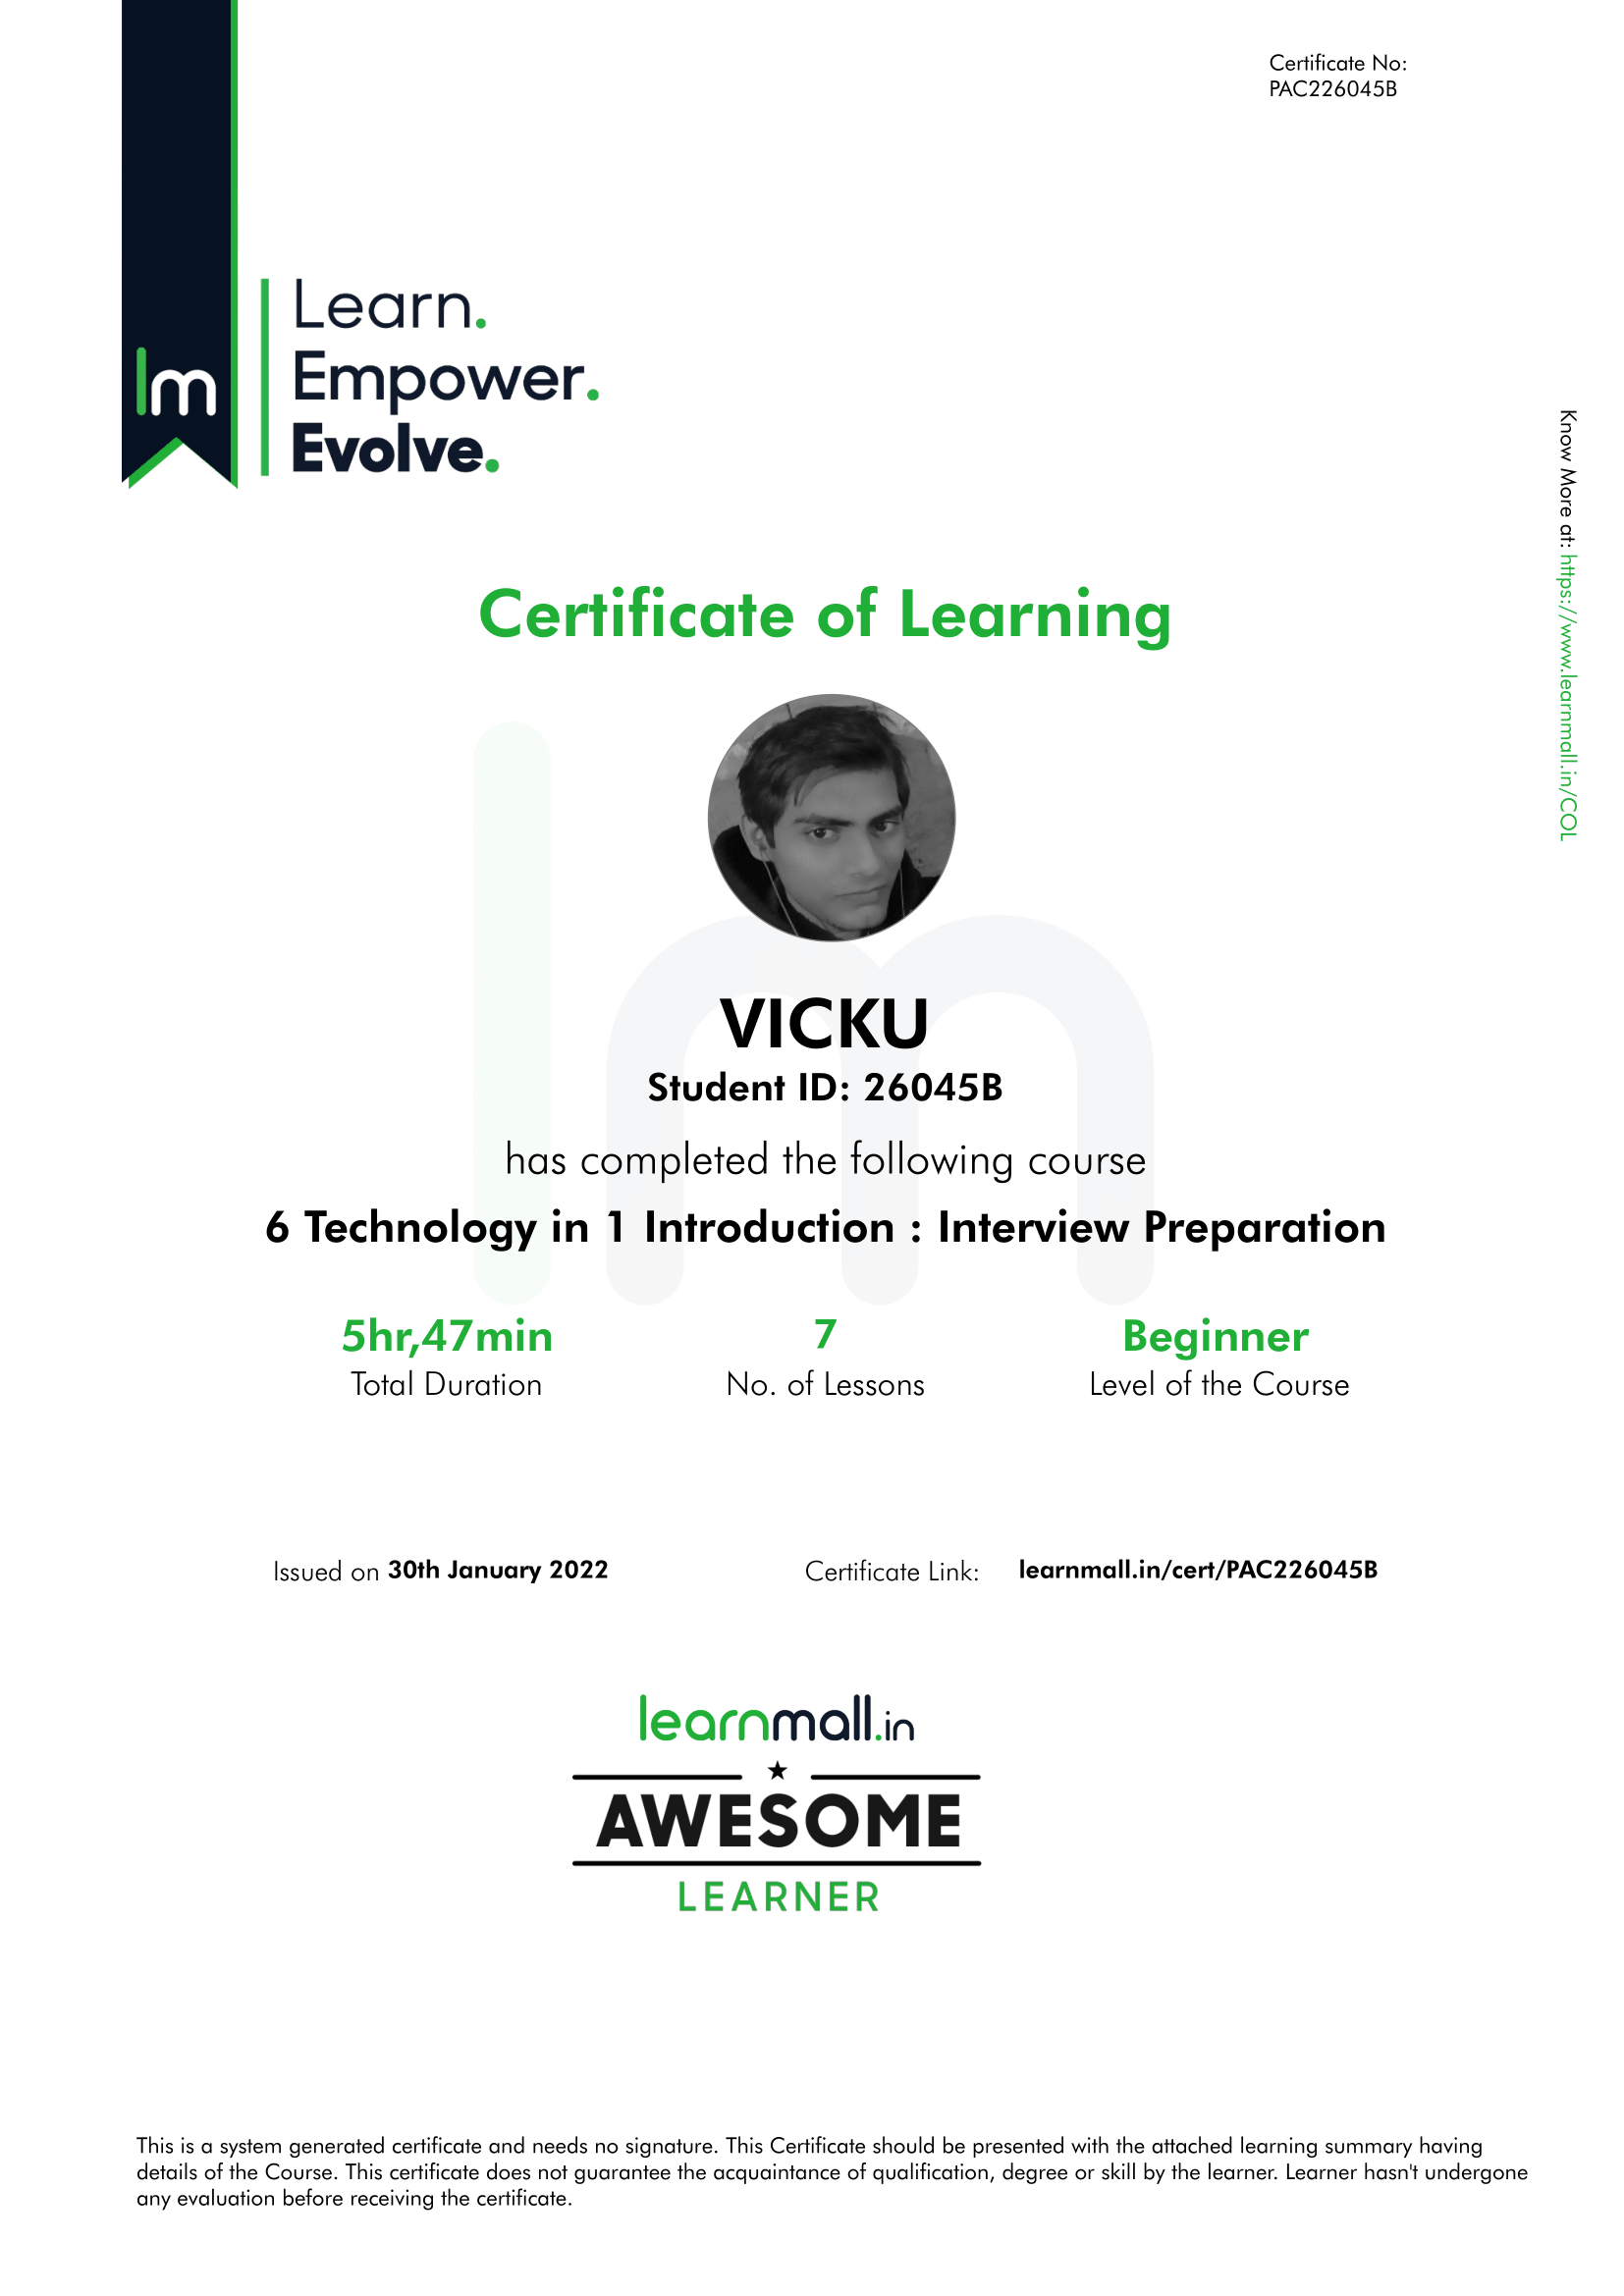 Certificate No:
PAC226045B
Learn.
Empower.
Evolve.
lm
Know More at: https://www.learnmall.in/COL
Certificate of Learning
VICKU
Student ID: 26045B
has completed the following course
6 Technology in 1 Introduction : Interview Preparation
5hr,47min
Total Duration
7
No. of Lessons
Beginner
Level of the Course
Issued on 30th January 2022
Certificate Link: learnmall.in/cert/PAC226045B
learnmall.in
AWESOME
LEARNER
This is a system generated certificate and needs no signature. This Certificate should be presented with the attached learning summary having
details of the Course. This certificate does not guarantee the acquaintance of qualification, degree or skill by the learner. Learner hasn't undergone
any evaluation before receiving the certificate.